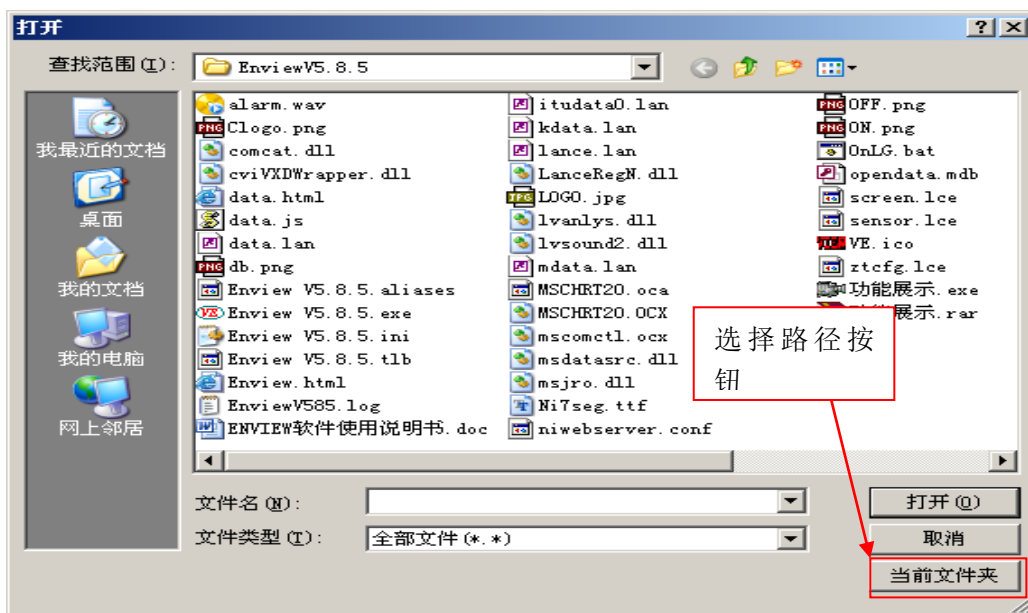 打开
查找范围(I):
EnviewV5.8.5
我最近的文档
桌面
我的文档
我的电脑
网上邻居
alarm.wav
Clogo.png
comcat.dll
cviVXDWrapper.dll
data.html
data.js
data.lan
db.png
Enview V5.8.5.aliases
Enview V5.8.5.exe
Enview V5.8.5.ini
Enview V5.8.5.tlb
Enview.html
EnviewV585.log
ENVIEW软件使用说明书.doc
itudata0.lan
kdata.lan
lance.lan
LanceRegN.dll
LOGO.jpg
lvanlys.dll
lvsound2.dll
mdata.lan
MSCHRT20.oca
MSCHRT20.OCX
mscomctl.ocx
msdatasrc.dll
msjro.dll
Ni7seg.ttf
niwebserver.conf
OFF.png
ON.png
OnLG.bat
opendata.mdb
screen.lce
sensor.lce
VE.ico
ztcfg.lce
功能展示.exe
展示.rar
选择路径按
钮
文件名(N):
打开(O)
文件类型(T):
全部文件(*.*)
取消
当前文件夹